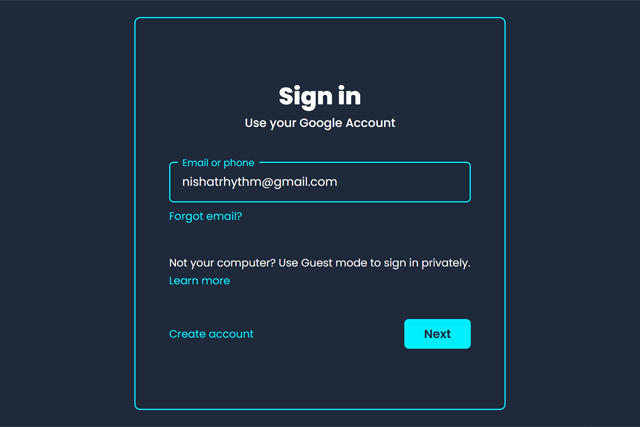 Sign in
Use your Google Account
Email or phone
nishatrhythm@gmail.com
Forgot email?
Not your computer? Use Guest mode to sign in privately.
Learn more
Create account
Next